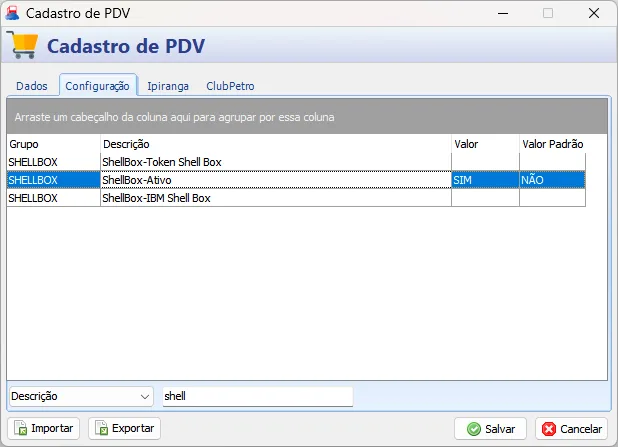 Cadastro de PDV
Cadastro de PDV
Dados Configuração Ipiranga ClubPetro
Arraste um cabeçalho da coluna aqui para agrupar por essa coluna
Grupo Descrição Valor Valor Padrão
SHELLBOX ShellBox-Token Shell Box
SHELLBOX ShellBox-Ativo SIM NÃO
SHELLBOX ShellBox-IBM Shell Box
Descrição shell
Importar Exportar Salvar Cancelar